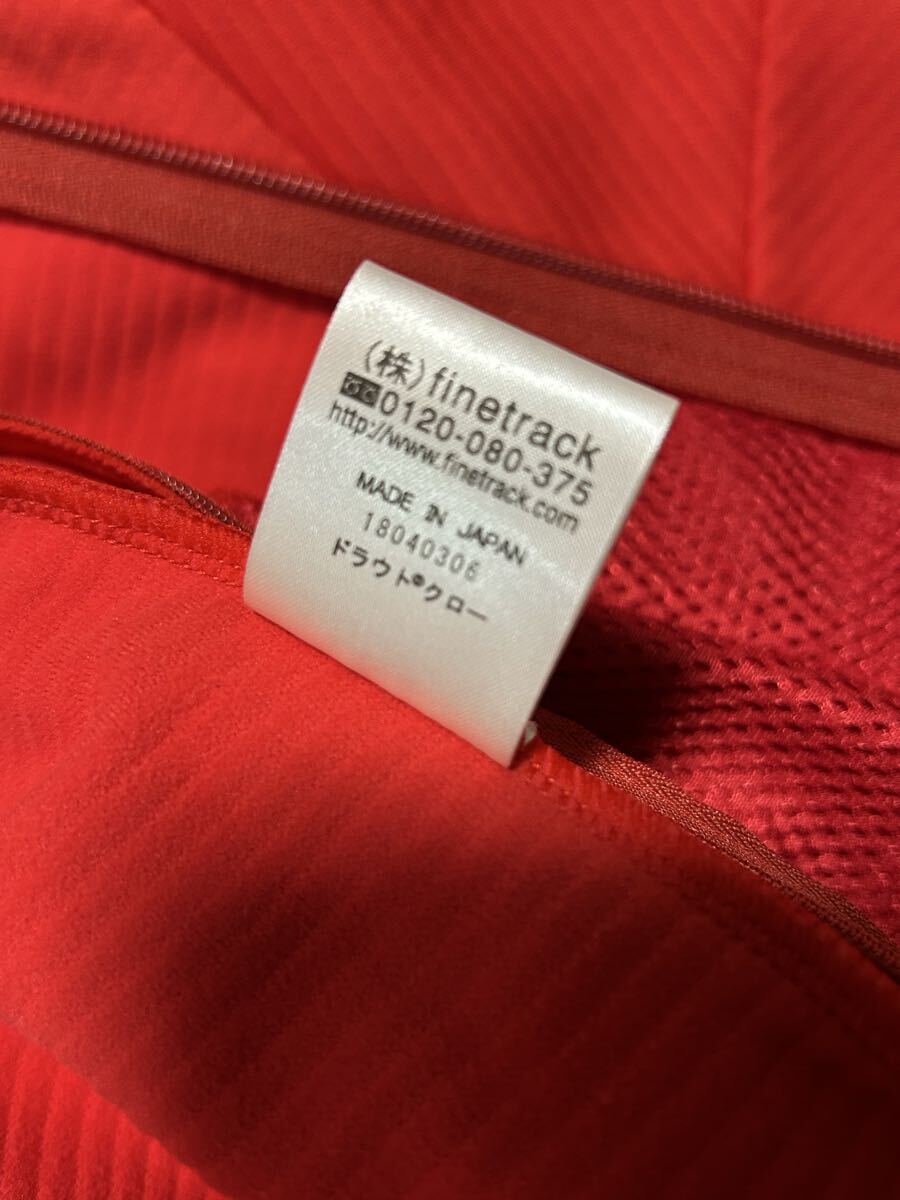 (株)finetrack
0120-080-375
http://www.finetrack.com
MADE IN JAPAN
18040306
ドラウト®クロー